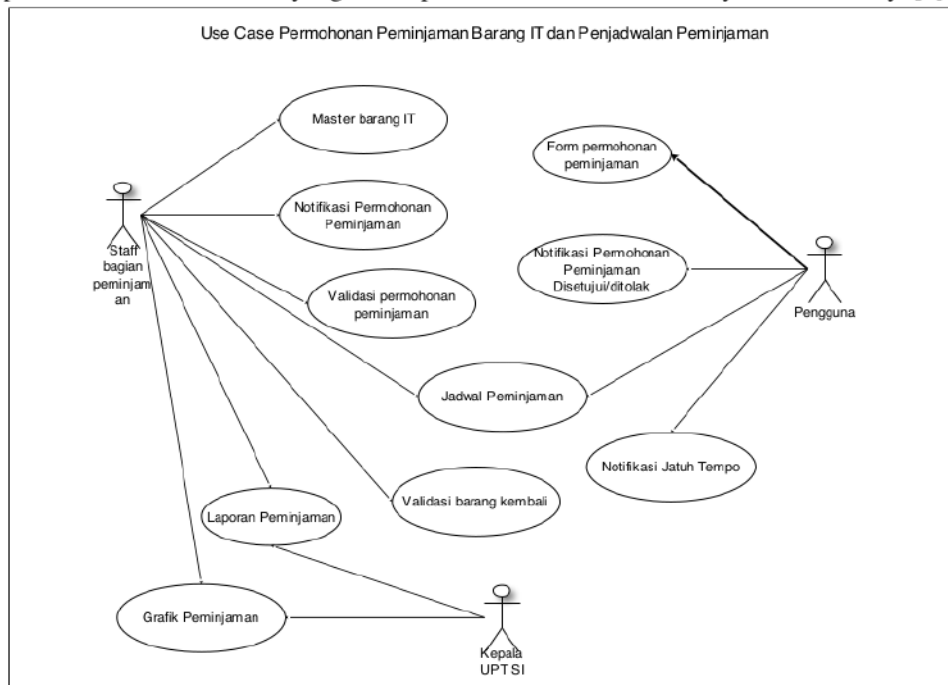 Use Case Permohonan Peminjaman Barang IT dan Penjadwalan Peminjaman
Master barang IT
Form permohonan
peminjaman
Notifikasi Permohonan
Peminjaman
Staff
bagian
peminjam
an
Notifikasi Permohonan
Peminjaman
Disetujui/ditolak
Pengguna
Validasi permohonan
peminjaman
Jadwal Peminjaman
Notifikasi Jatuh Tempo
Validasi barang kembali
Laporan Peminjaman
Grafik Peminjaman
Kepala
UPTSI